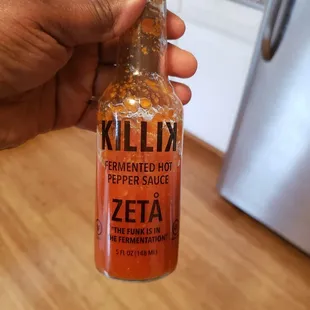 KILLIK
FERMENTED HOT
PEPPER SAUCE
ZETÅ
"THE FUNK IS IN
THE FERMENTATION"
5 FL OZ (148 ML)